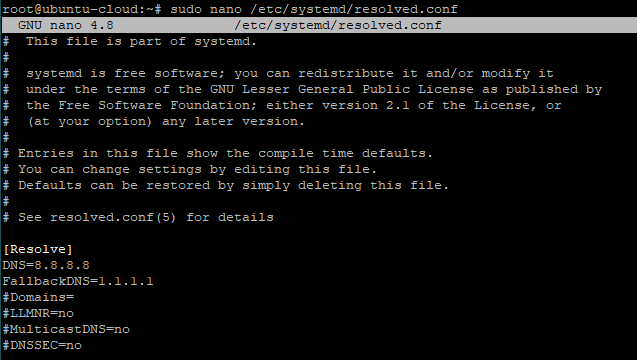 root@ubuntu-cloud:~# sudo nano /etc/systemd/resolved.conf
GNU nano 4.8 /etc/systemd/resolved.conf
# This file is part of systemd.
#
# systemd is free software; you can redistribute it and/or modify it
# under the terms of the GNU Lesser General Public License as published by
# the Free Software Foundation; either version 2.1 of the License, or
# (at your option) any later version.
#
# Entries in this file show the compile time defaults.
# You can change settings by editing this file.
# Defaults can be restored by simply deleting this file.
#
# See resolved.conf(5) for details
[Resolve]
DNS=8.8.8.8
FallbackDNS=1.1.1.1
#Domains=
#LLMNR=no
#MulticastDNS=no
#DNSSEC=no